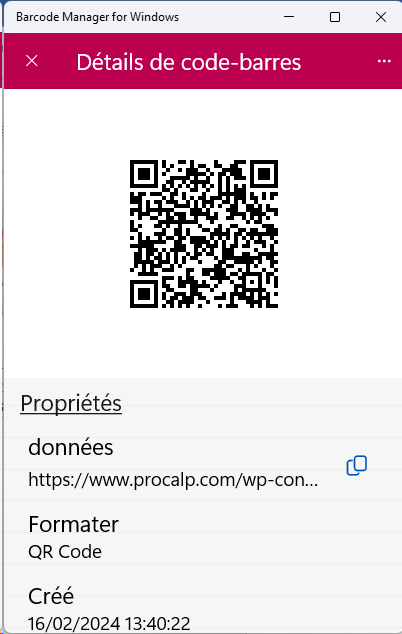 Barcode Manager for Windows
Détails de code-barres
Propriétés
données
https://www.procalp.com/wp-con...
Formater
QR Code
Créé
16/02/2024 13:40:22